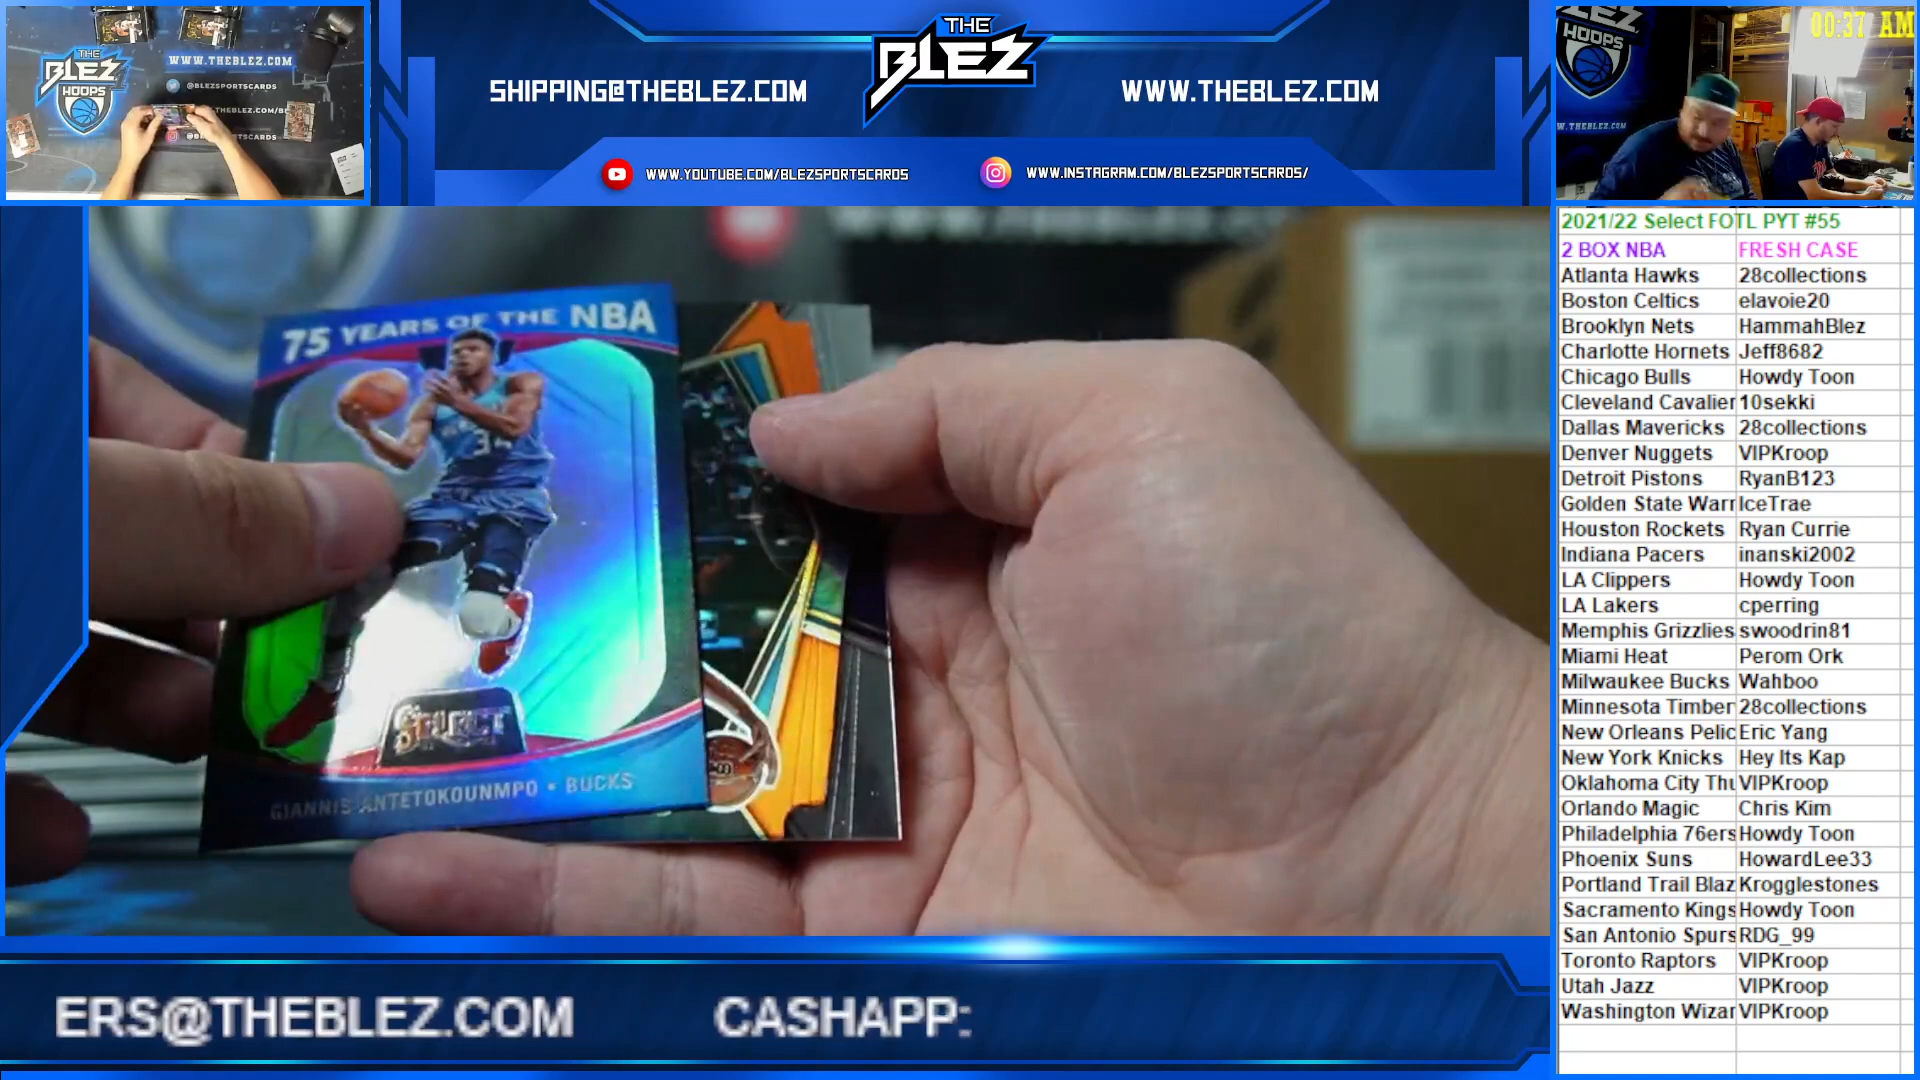 THE
BLEZ
HOOPS
WWW.THEBLEZ.COM
@BLEZSPORTSCARDS
THE
BLEZ
SHIPPING@THEBLEZ.COM
WWW.THEBLEZ.COM
WWW.YOUTUBE.COM/BLEZSPORTSCARDS
WWW.INSTAGRAM.COM/BLEZSPORTSCARDS/
HOOPS
00:37 AM
75 YEARS OF THE NBA
34
SELECT
GIANNIS ANTETOKOUNMPO • BUCKS
2021/22 Select FOTL PYT #55
2 BOX NBA FRESH CASE
Atlanta Hawks 28collections
Boston Celtics elavoie20
Brooklyn Nets HammahBlez
Charlotte Hornets Jeff8682
Chicago Bulls Howdy Toon
Cleveland Cavalier 10sekki
Dallas Mavericks 28collections
Denver Nuggets VIPKroop
Detroit Pistons RyanB123
Golden State Warr IceTrae
Houston Rockets Ryan Currie
Indiana Pacers inanski2002
LA Clippers Howdy Toon
LA Lakers cperring
Memphis Grizzlies swoodrin81
Miami Heat Perom Ork
Milwaukee Bucks Wahboo
Minnesota Timber 28collections
New Orleans Pelic Eric Yang
New York Knicks Hey Its Kap
Oklahoma City Thu VIPKroop
Orlando Magic Chris Kim
Philadelphia 76ers Howdy Toon
Phoenix Suns HowardLee33
Portland Trail Blaz Krogglestones
Sacramento Kings Howdy Toon
San Antonio Spurs RDG_99
Toronto Raptors VIPKroop
Utah Jazz VIPKroop
Washington Wizar VIPKroop
ERS@THEBLEZ.COM CASHAPP: